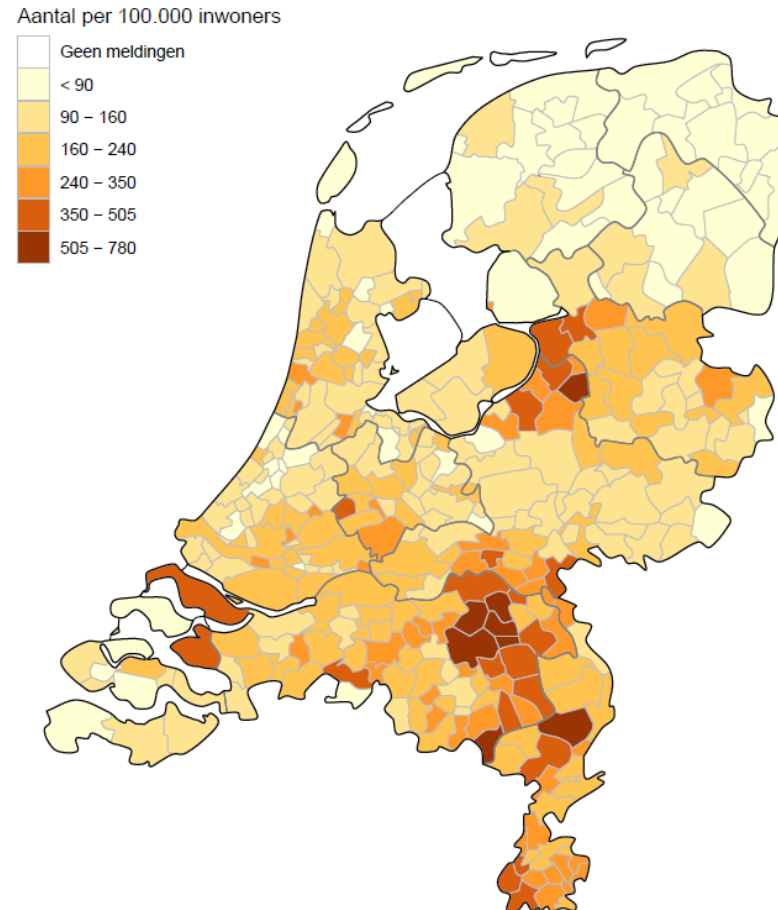 Aantal per 100.000 inwoners
Geen meldingen
< 90
90 – 160
160 – 240
240 – 350
350 – 505
505 – 780